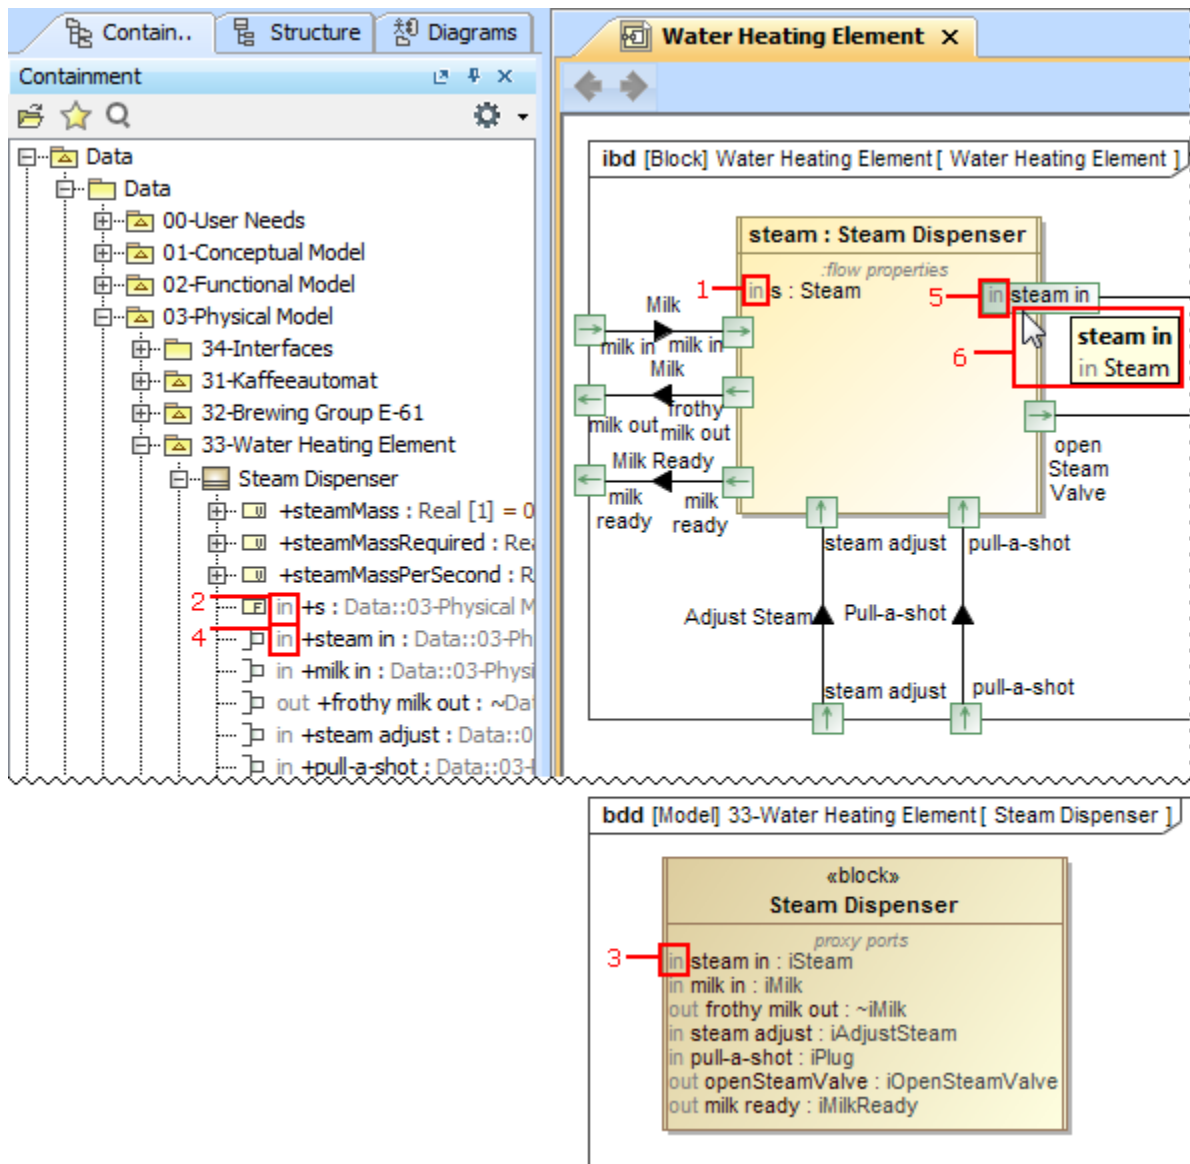 Contain..
Structure
Diagrams
Containment
Data
Data
00-User Needs
01-Conceptual Model
02-Functional Model
03-Physical Model
34-Interfaces
31-Kaffeeautomat
32-Brewing Group E-61
33-Water Heating Element
Steam Dispenser
+steamMass : Real [1] = 0
+steamMassRequired : Rea
+steamMassPerSecond : R
2
in +s : Data::03-Physical M
4
in +steam in : Data::03-Ph
in +milk in : Data::03-Physi
out +frothy milk out : ~Da
in +steam adjust : Data::0
in +pull-a-shot : Data::03-
Water Heating Element
ibd [Block] Water Heating Element [ Water Heating Element ]
steam : Steam Dispenser
:flow properties
1
in s : Steam
5
in steam in
6
steam in
in Steam
Milk
milk in
milk in
Milk
milk out
frothy
milk out
Milk Ready
milk
ready
milk
ready
open
Steam
Valve
steam adjust
pull-a-shot
Adjust Steam
Pull-a-shot
steam adjust
pull-a-shot
bdd [Model] 33-Water Heating Element [ Steam Dispenser ]
«block»
Steam Dispenser
proxy ports
3
in steam in : iSteam
in milk in : iMilk
out frothy milk out : ~iMilk
in steam adjust : iAdjustSteam
in pull-a-shot : iPlug
out openSteamValve : iOpenSteamValve
out milk ready : iMilkReady